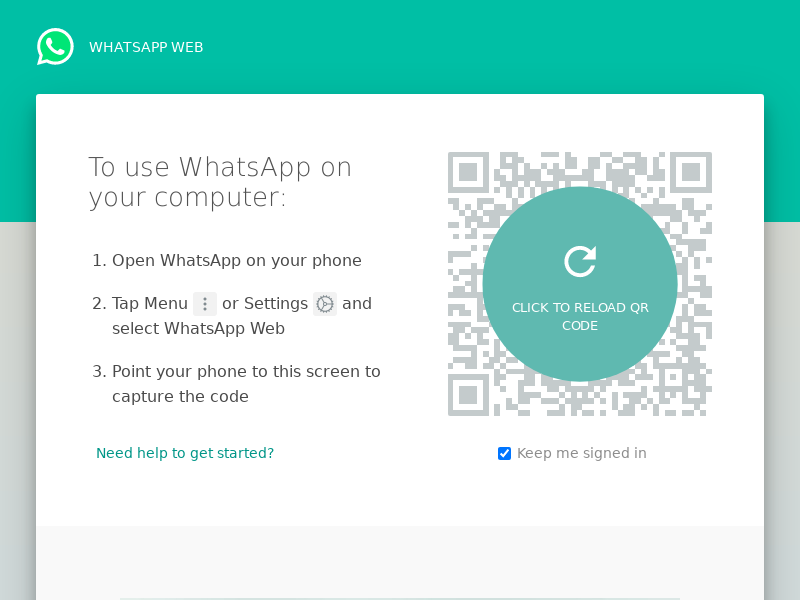 WHATSAPP WEB
To use WhatsApp on
your computer:
1. Open WhatsApp on your phone
2. Tap Menu or Settings and
select WhatsApp Web
3. Point your phone to this screen to
capture the code
Need help to get started?
CLICK TO RELOAD QR
CODE
Keep me signed in